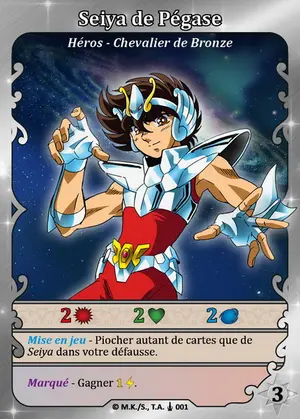 Seiya de Pégase
Héros - Chevalier de Bronze
2 2 2
Mise en jeu - Piocher autant de cartes que de
Seiya dans votre défausse.
Marqué - Gagner 1
3
© M.K./S., T.A. 001